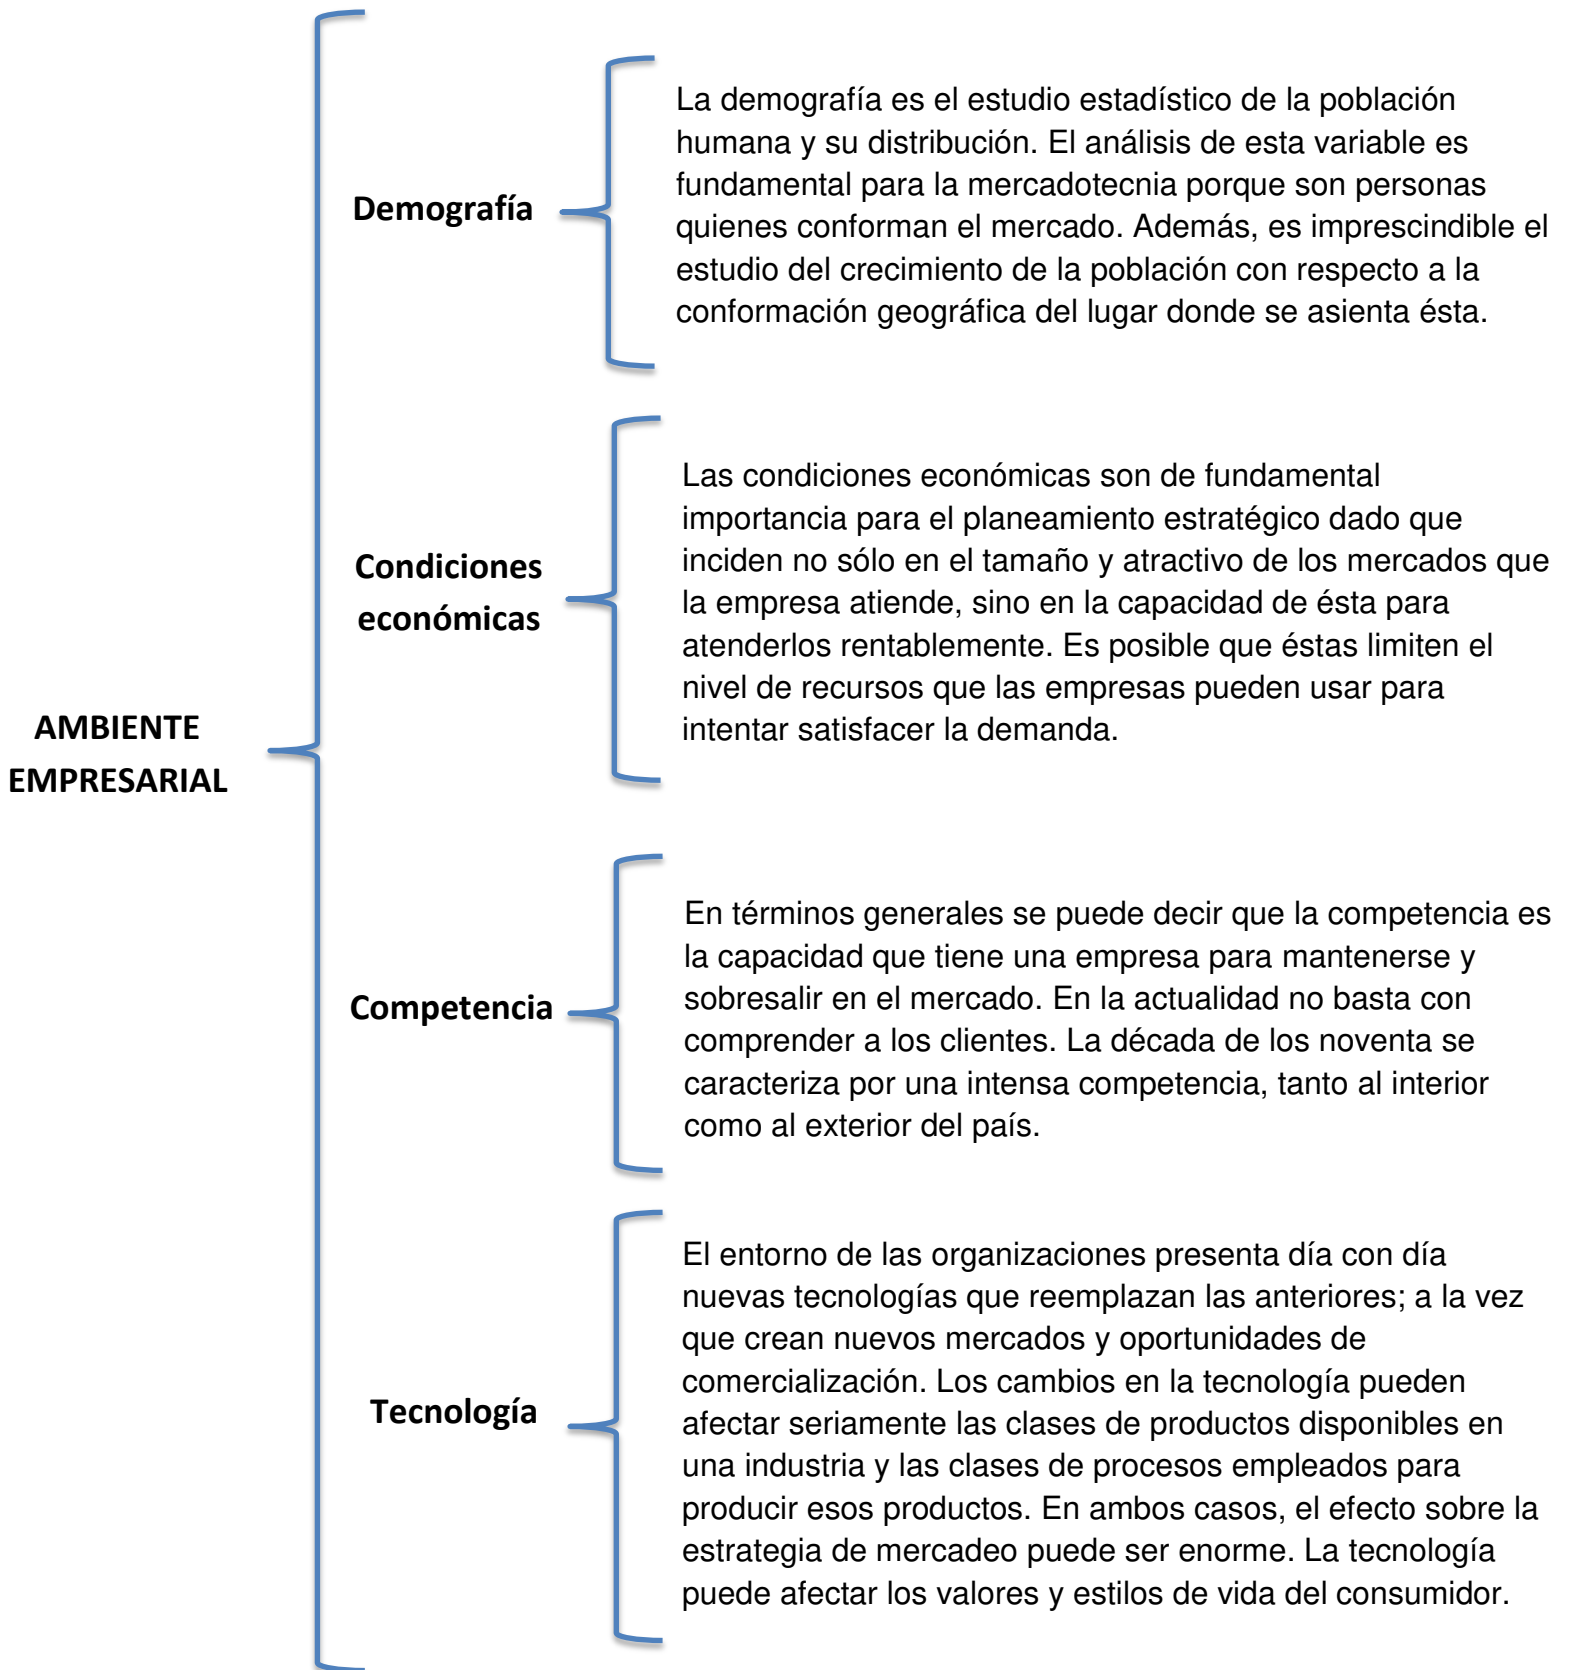 AMBIENTE
EMPRESARIAL
Demografía
La demografía es el estudio estadístico de la población
humana y su distribución. El análisis de esta variable es
fundamental para la mercadotecnia porque son personas
quienes conforman el mercado. Además, es imprescindible el
estudio del crecimiento de la población con respecto a la
conformación geográfica del lugar donde se asienta ésta.
Condiciones
económicas
Las condiciones económicas son de fundamental
importancia para el planeamiento estratégico dado que
inciden no sólo en el tamaño y atractivo de los mercados que
la empresa atiende, sino en la capacidad de ésta para
atenderlos rentablemente. Es posible que éstas limiten el
nivel de recursos que las empresas pueden usar para
intentar satisfacer la demanda.
Competencia
En términos generales se puede decir que la competencia es
la capacidad que tiene una empresa para mantenerse y
sobresalir en el mercado. En la actualidad no basta con
comprender a los clientes. La década de los noventa se
caracteriza por una intensa competencia, tanto al interior
como al exterior del país.
Tecnología
El entorno de las organizaciones presenta día con día
nuevas tecnologías que reemplazan las anteriores; a la vez
que crean nuevos mercados y oportunidades de
comercialización. Los cambios en la tecnología pueden
afectar seriamente las clases de productos disponibles en
una industria y las clases de procesos empleados para
producir esos productos. En ambos casos, el efecto sobre la
estrategia de mercadeo puede ser enorme. La tecnología
puede afectar los valores y estilos de vida del consumidor.